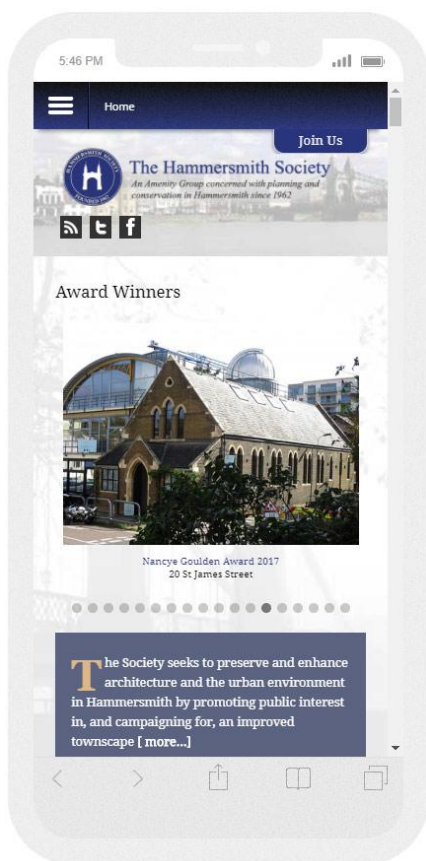 5:46 PM
Home
Join Us
The Hammersmith Society
An Amenity Group concerned with planning and
conservation in Hammersmith since 1962
Award Winners
Nancye Goulden Award 2017
20 St James Street
The Society seeks to preserve and enhance
architecture and the urban environment
in Hammersmith by promoting public interest
in, and campaigning for, an improved
townscape [ more...]